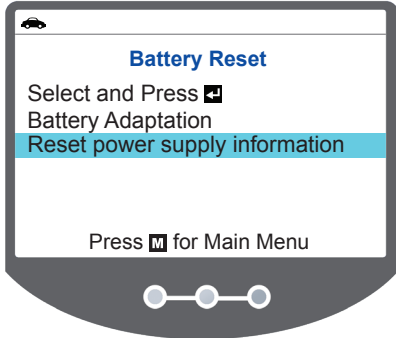 Battery Reset
Select and Press ↵
Battery Adaptation
Reset power supply information
Press M for Main Menu